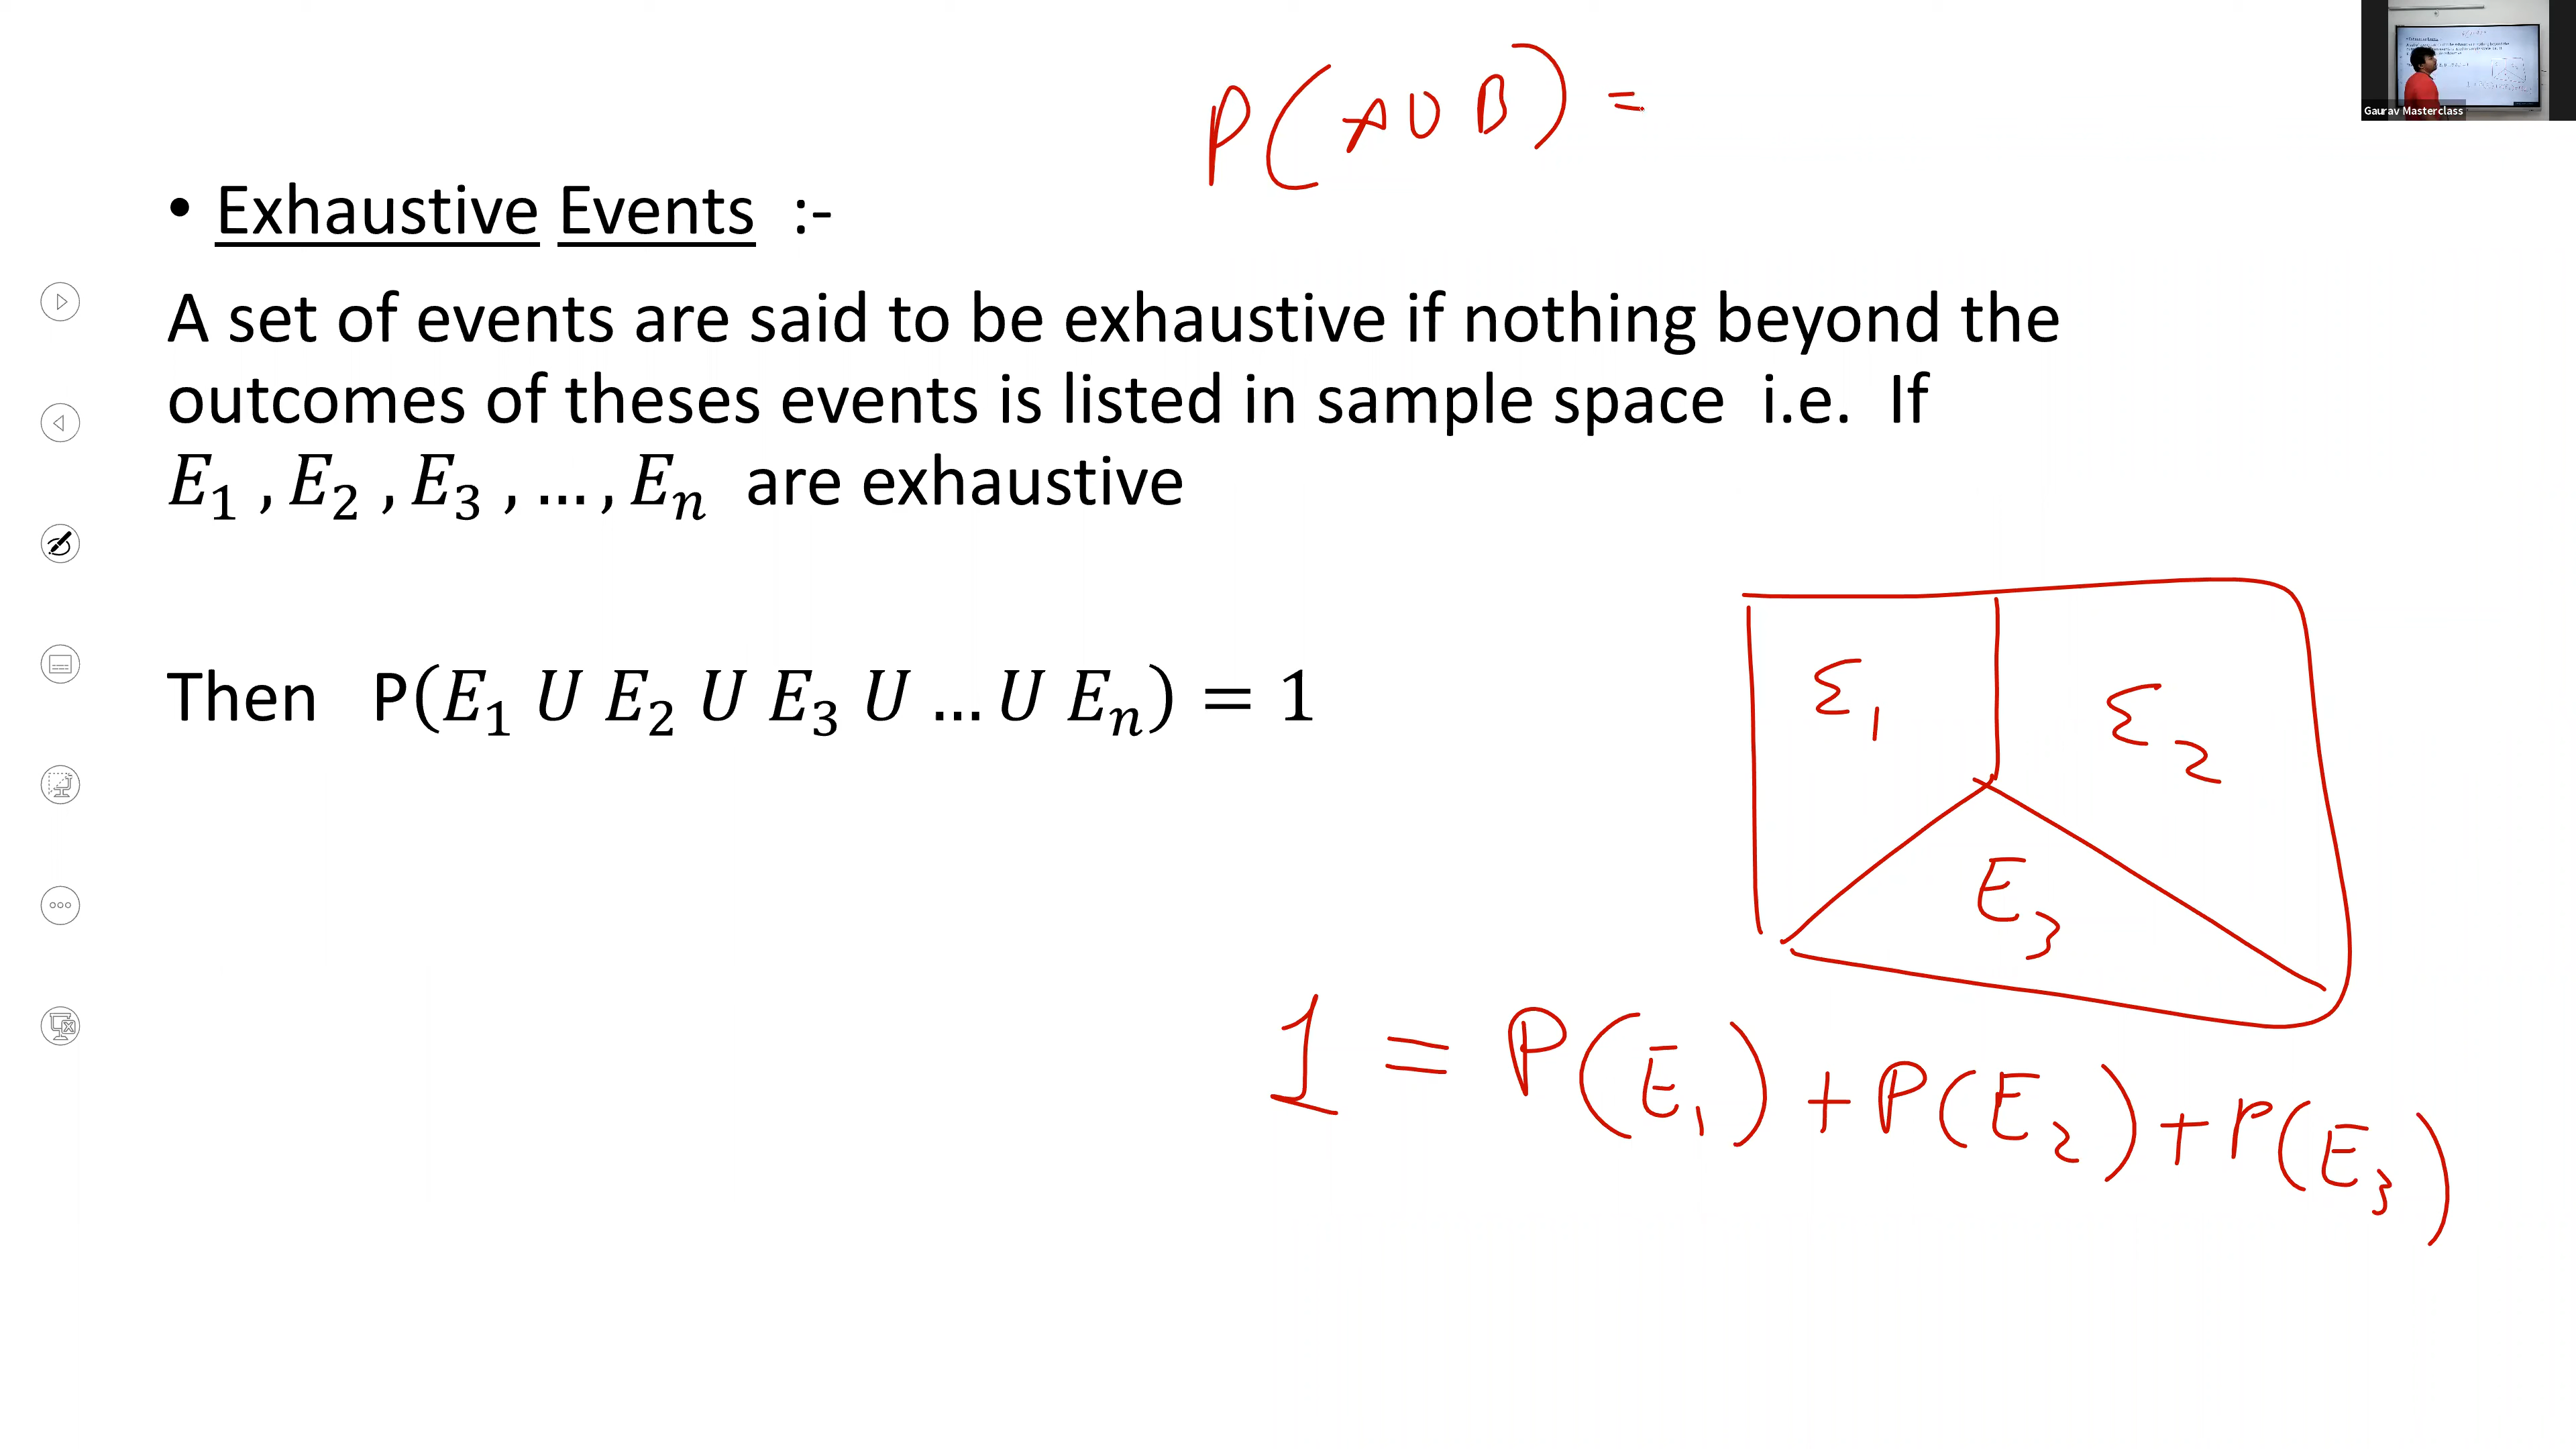 P(A∪B) =
Gaurav Masterclass
• Exhaustive Events :-
A set of events are said to be exhaustive if nothing beyond the
outcomes of theses events is listed in sample space i.e. If
E₁ , E₂ , E₃ , … , Eₙ are exhaustive
Then P(E₁ U E₂ U E₃ U … U Eₙ) = 1
E₁
E₂
E₃
1 = P(E₁) + P(E₂) + P(E₃)